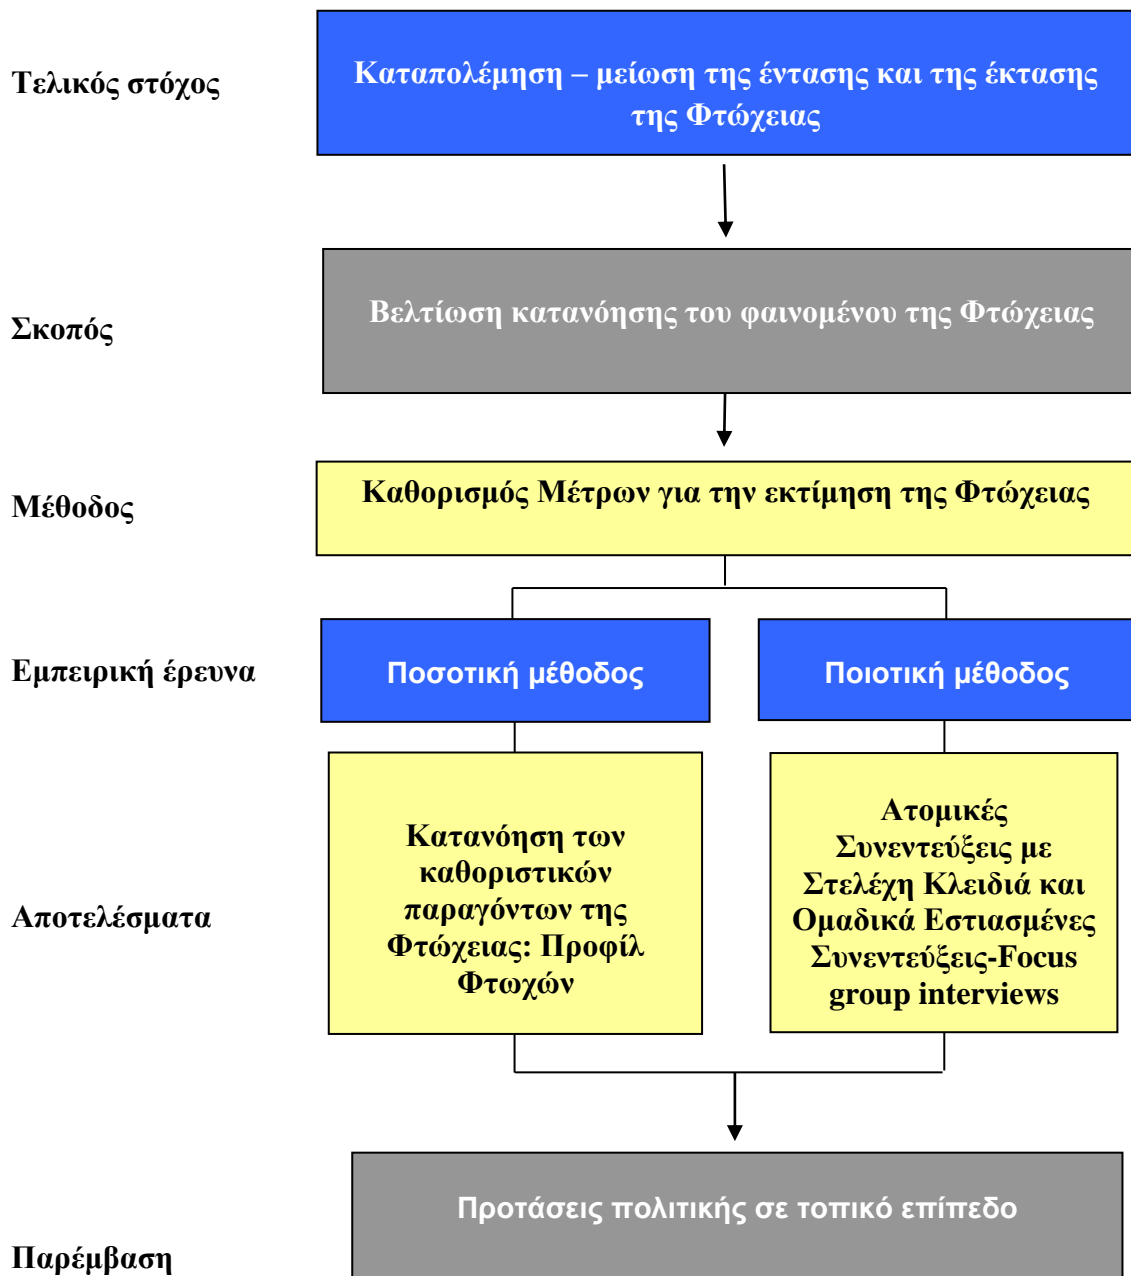 Τελικός στόχος
Καταπολέμηση – μείωση της έντασης και της έκτασης
της Φτώχειας
Σκοπός
Βελτίωση κατανόησης του φαινομένου της Φτώχειας
Μέθοδος
Καθορισμός Μέτρων για την εκτίμηση της Φτώχειας
Εμπειρική έρευνα
Ποσοτική μέθοδος
Ποιοτική μέθοδος
Αποτελέσματα
Κατανόηση των
καθοριστικών
παραγόντων της
Φτώχειας: Προφίλ
Φτωχών
Ατομικές
Συνεντεύξεις με
Στελέχη Κλειδιά και
Ομαδικά Εστιασμένες
Συνεντεύξεις-Focus
group interviews
Προτάσεις πολιτικής σε τοπικό επίπεδο
Παρέμβαση